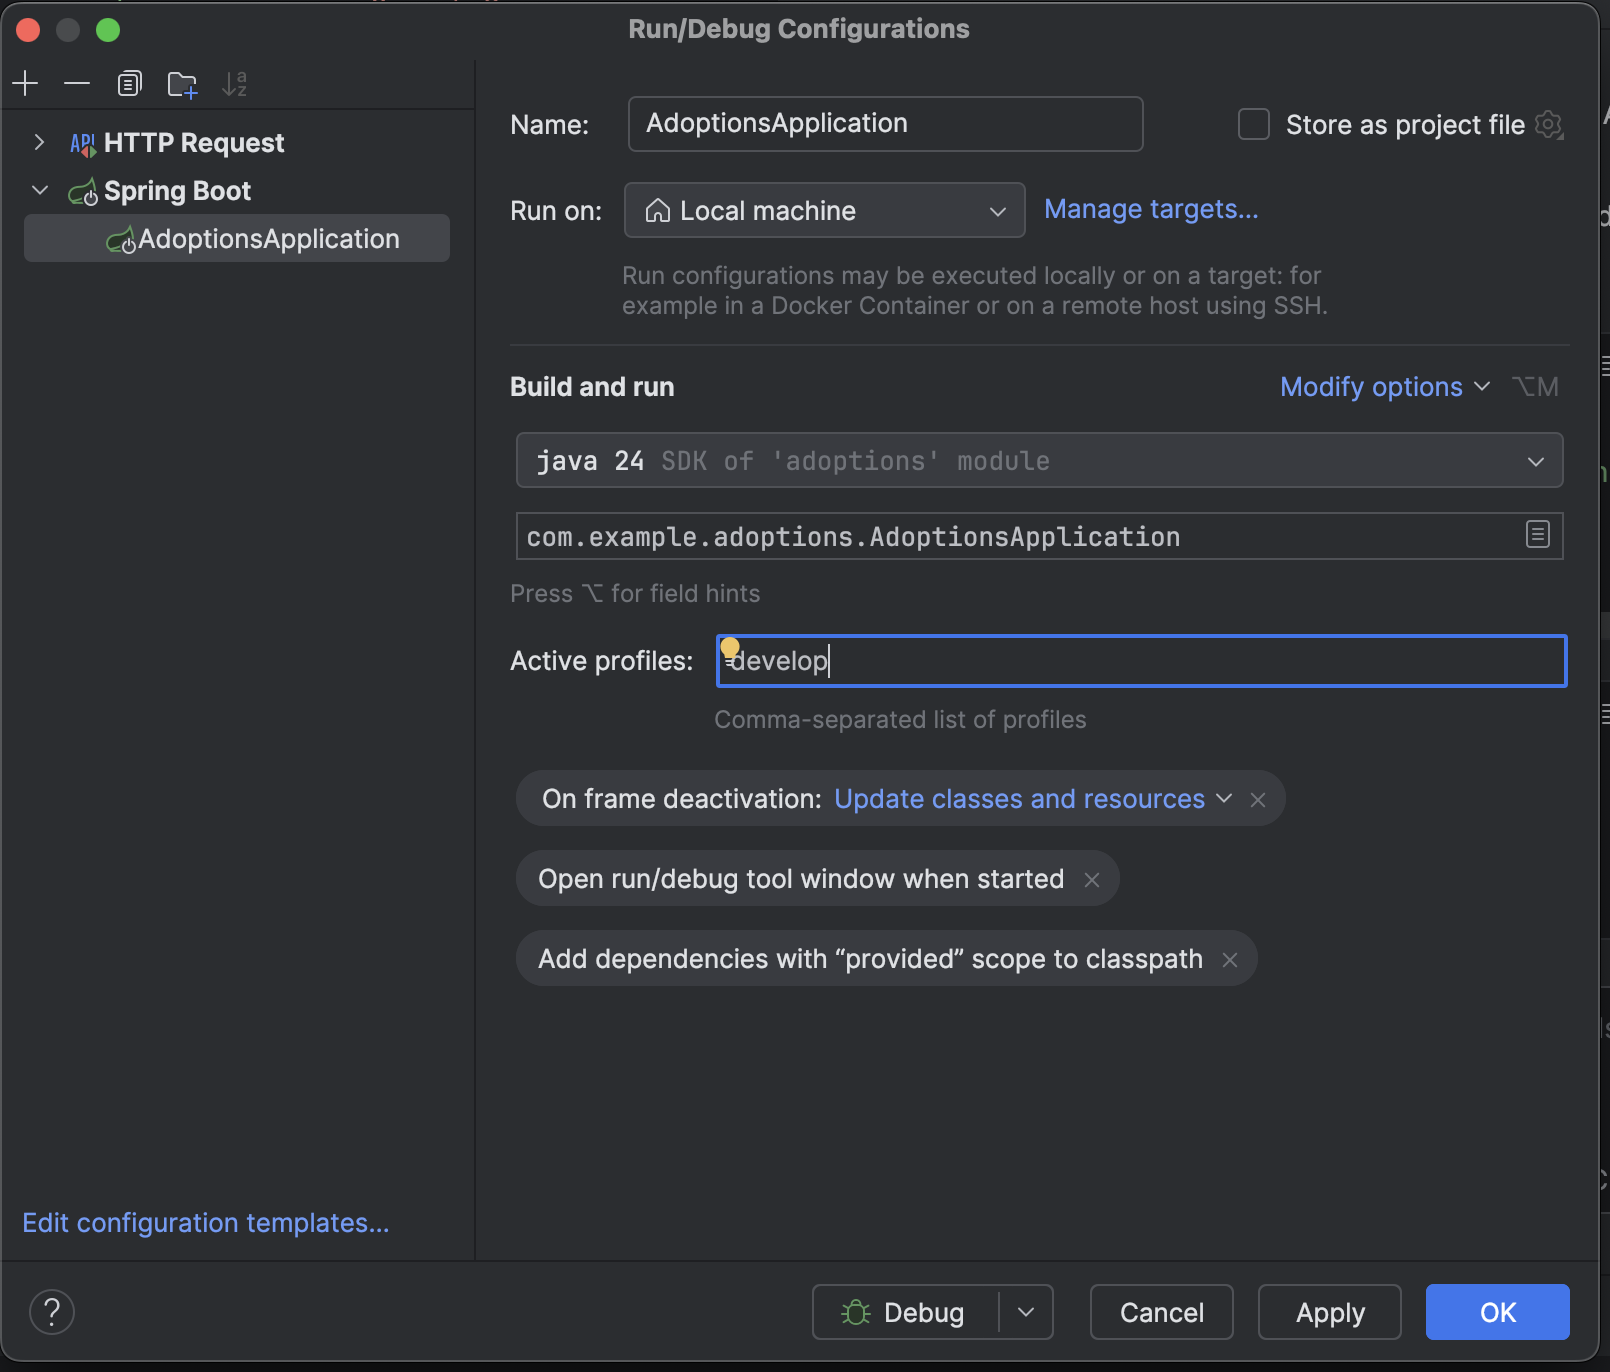 Run/Debug Configurations
HTTP Request
Spring Boot
AdoptionsApplication
Edit configuration templates...
Name: AdoptionsApplication
Store as project file
Run on: Local machine
Manage targets...
Run configurations may be executed locally or on a target: for
example in a Docker Container or on a remote host using SSH.
Build and run
Modify options ⌥M
java 24 SDK of 'adoptions' module
com.example.adoptions.AdoptionsApplication
Press ⌥ for field hints
Active profiles: develop
Comma-separated list of profiles
On frame deactivation: Update classes and resources
Open run/debug tool window when started
Add dependencies with “provided” scope to classpath
?
Debug
Cancel
Apply
OK